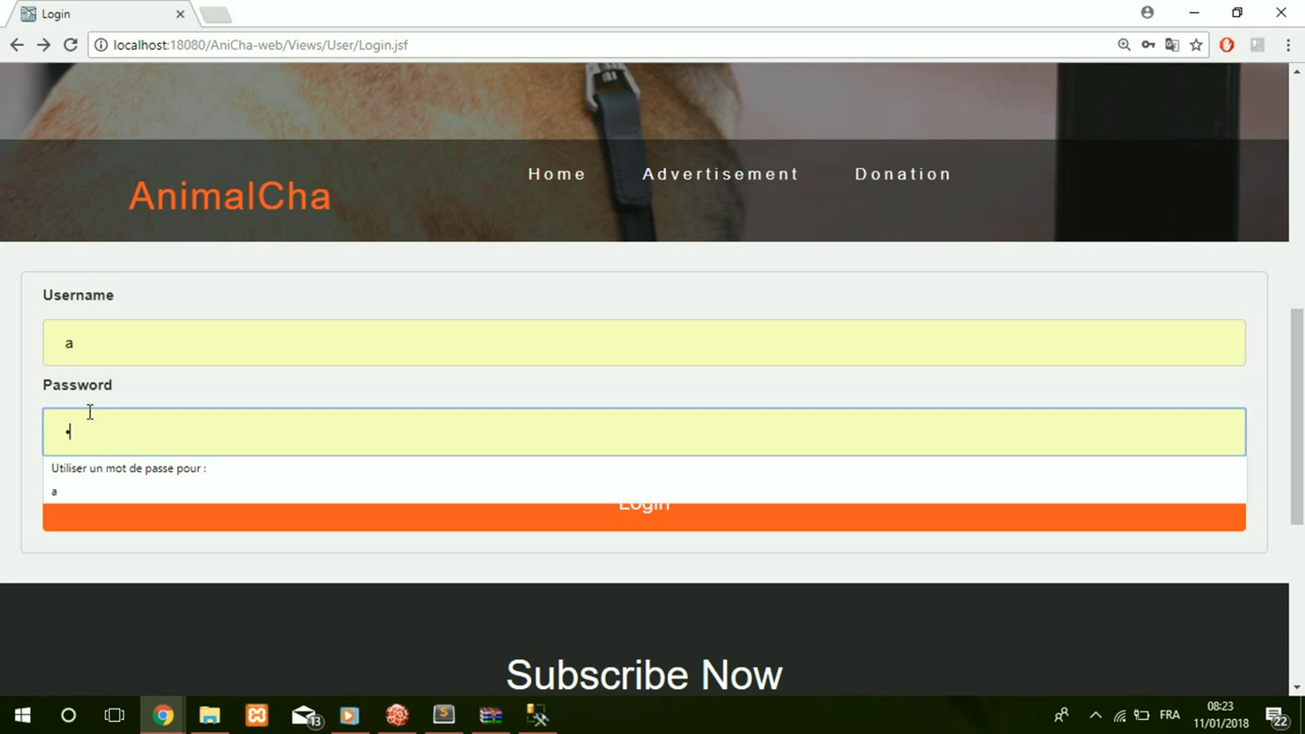 Login
localhost:18080/AniCha-web/Views/User/Login.jsf
Home Advertisement Donation
AnimalCha
Username
a
Password
•
Utiliser un mot de passe pour :
a
Login
Subscribe Now
13
S
FRA
08:23
11/01/2018
22